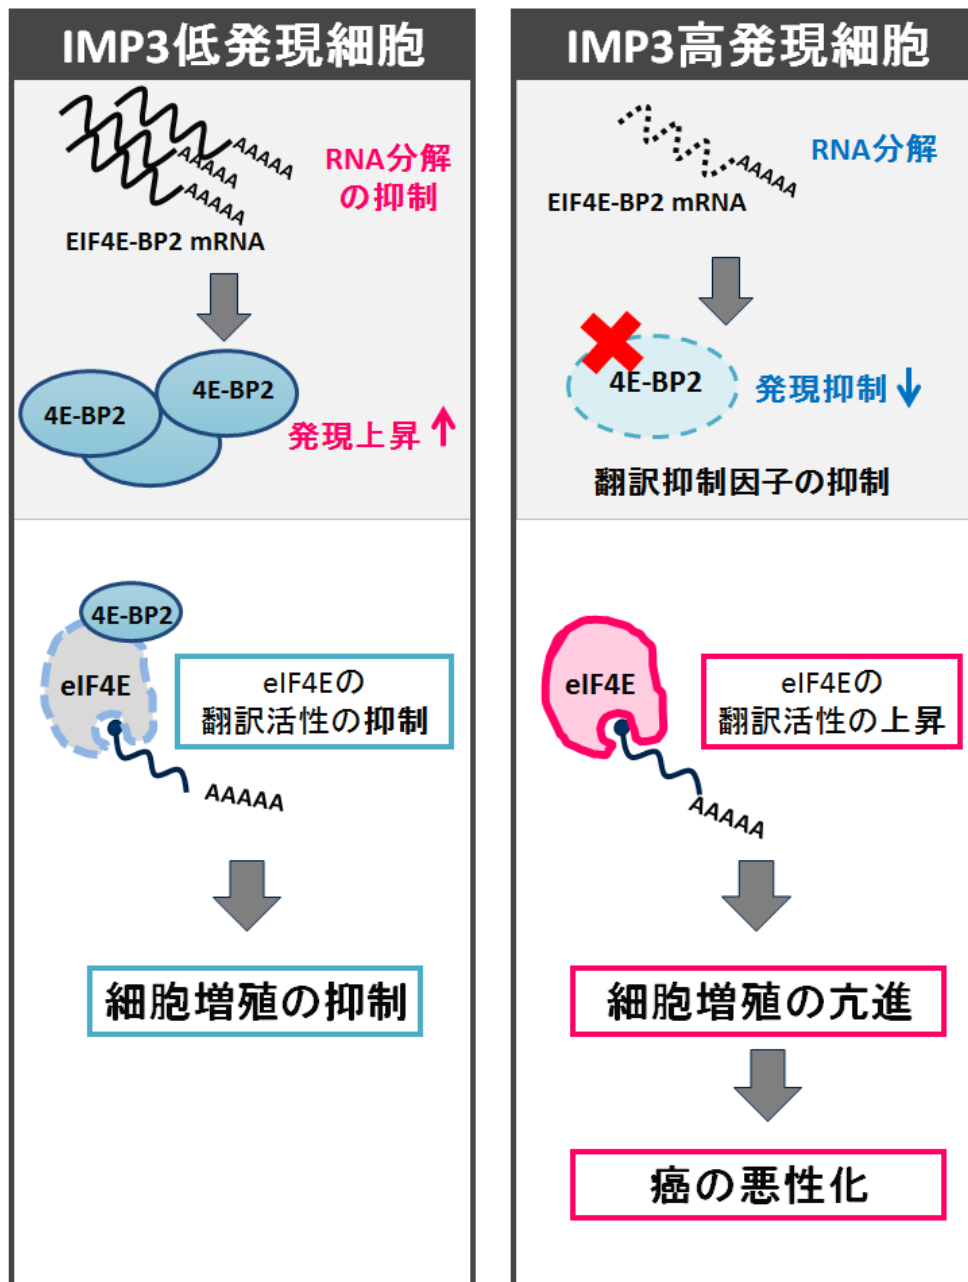 IMP3低発現細胞
AAAAA
AAAAA
AAAAA
RNA分解
の抑制
EIF4E-BP2 mRNA
4E-BP2
4E-BP2
発現上昇
4E-BP2
eIF4E
eIF4Eの
翻訳活性の抑制
AAAAA
細胞増殖の抑制
IMP3高発現細胞
AAAAA
RNA分解
EIF4E-BP2 mRNA
4E-BP2
発現抑制
翻訳抑制因子の抑制
eIF4E
eIF4Eの
翻訳活性の上昇
AAAAA
細胞増殖の亢進
癌の悪性化